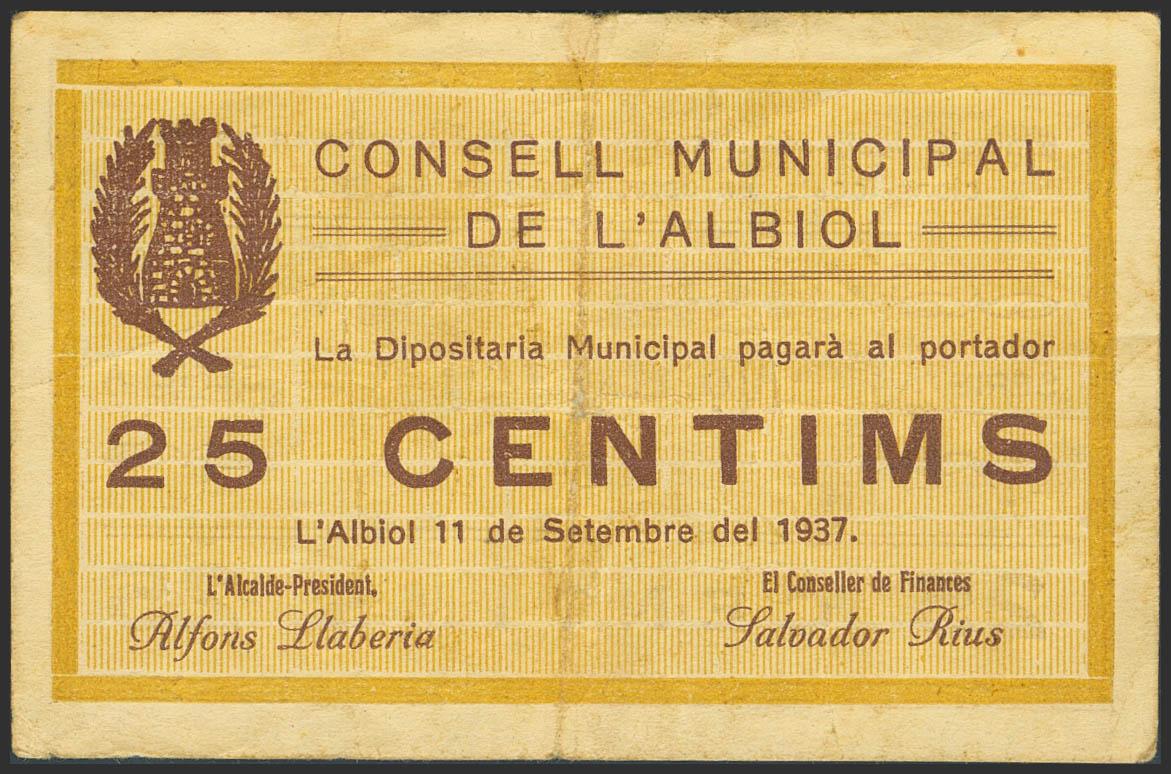 CONSELL MUNICIPAL
DE L'ALBIOL
La Dipositaria Municipal pagarà al portador
25 CENTIMS
L'Albiol 11 de Setembre del 1937.
L'Alcalde-President,
El Conseller de Finances
Alfons Llaberia
Salvador Rius